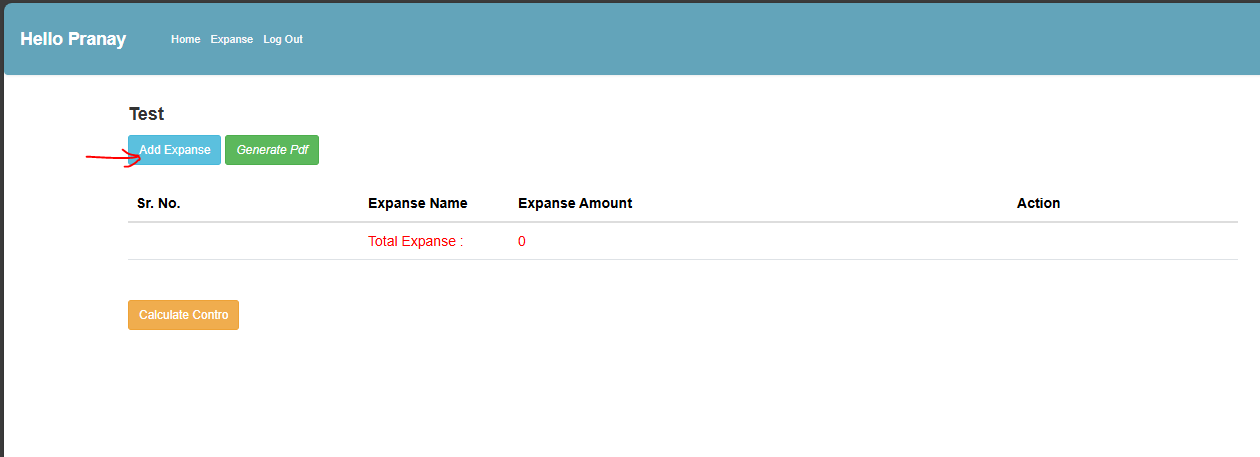 Hello Pranay Home Expanse Log Out
Test
Add Expanse Generate Pdf
Sr. No. Expanse Name Expanse Amount Action
Total Expanse : 0
Calculate Contro